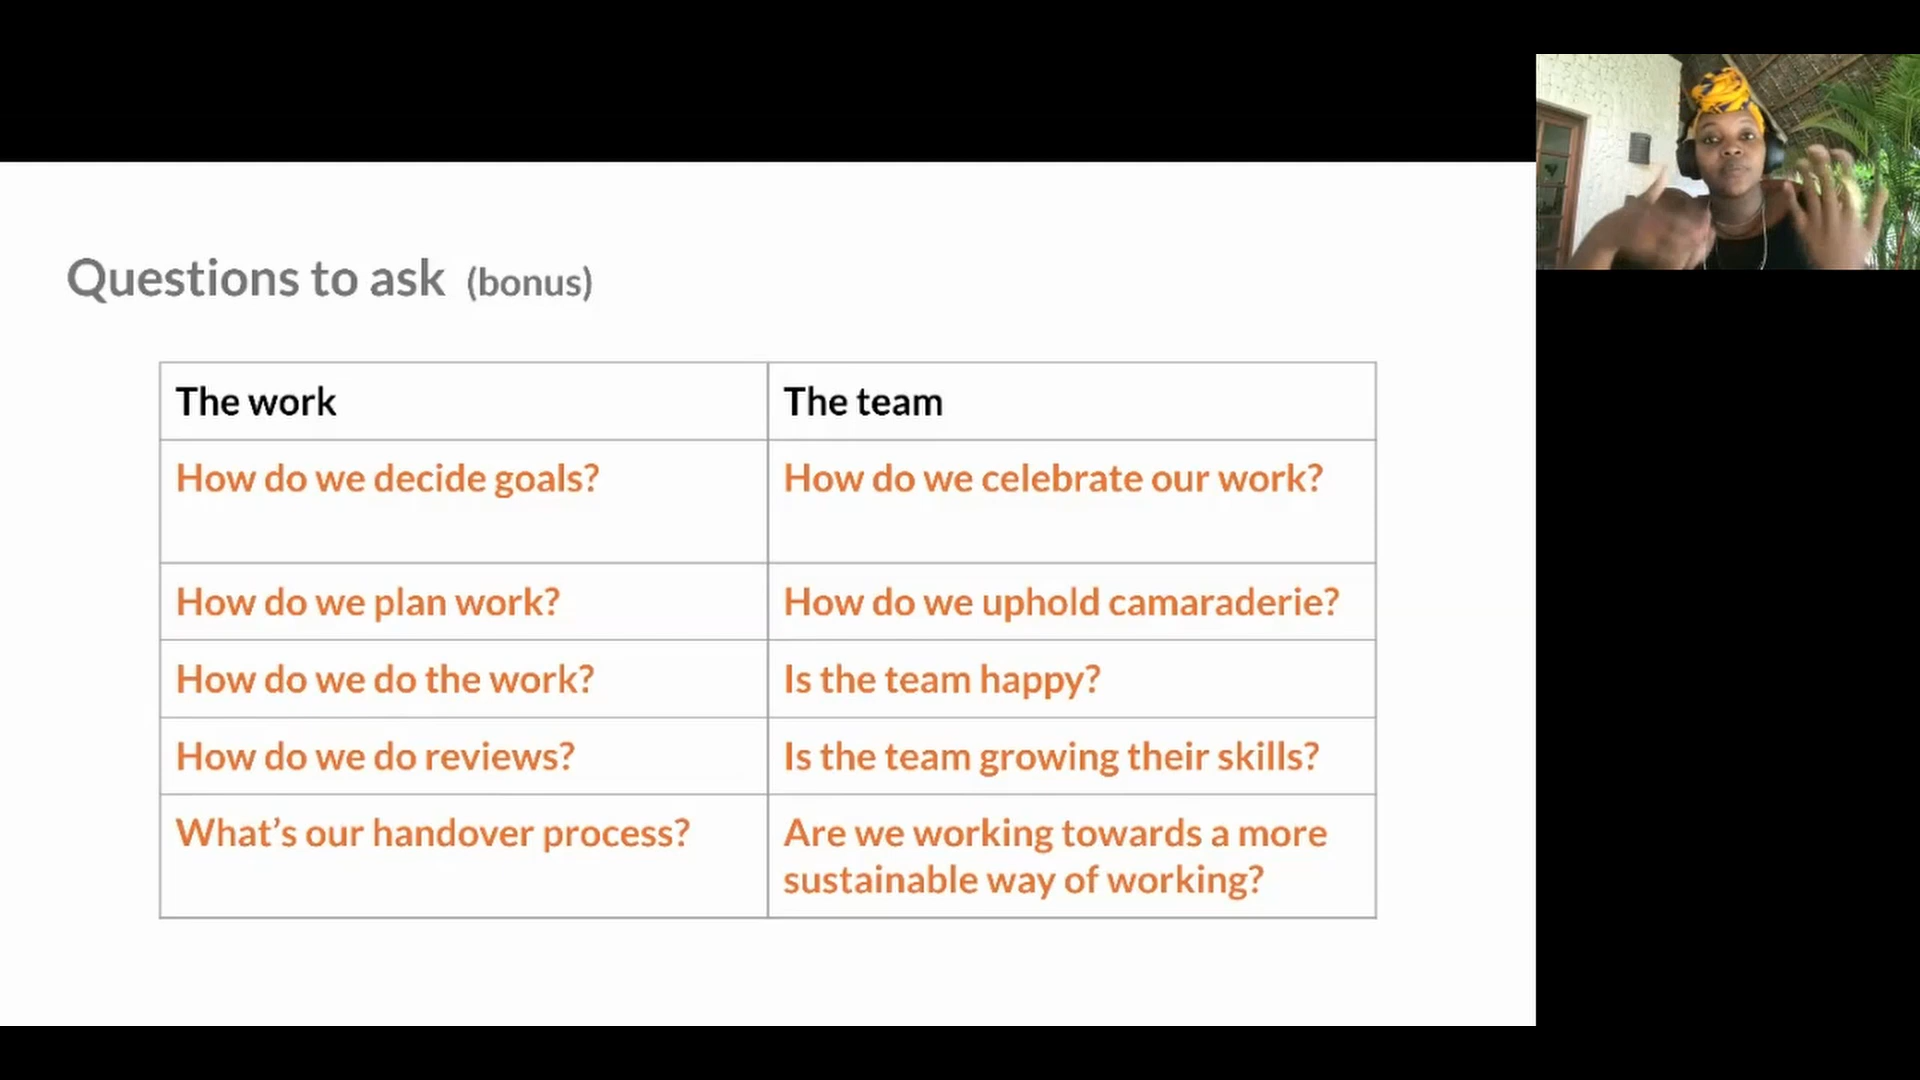 Questions to ask (bonus)
The work
The team
How do we decide goals?
How do we celebrate our work?
How do we plan work?
How do we uphold camaraderie?
How do we do the work?
Is the team happy?
How do we do reviews?
Is the team growing their skills?
What’s our handover process?
Are we working towards a more
sustainable way of working?